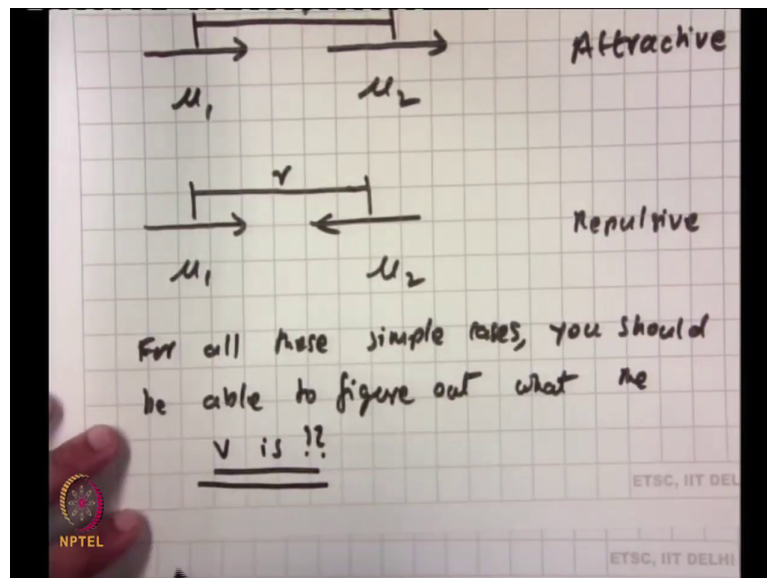 Attractive
μ₁ μ₂
r
Repulsive
μ₁ μ₂
For all these simple cases, you should
be able to figure out what the
V is ??
ETSC, IIT DEL
NPTEL
ETSC, IIT DELHI